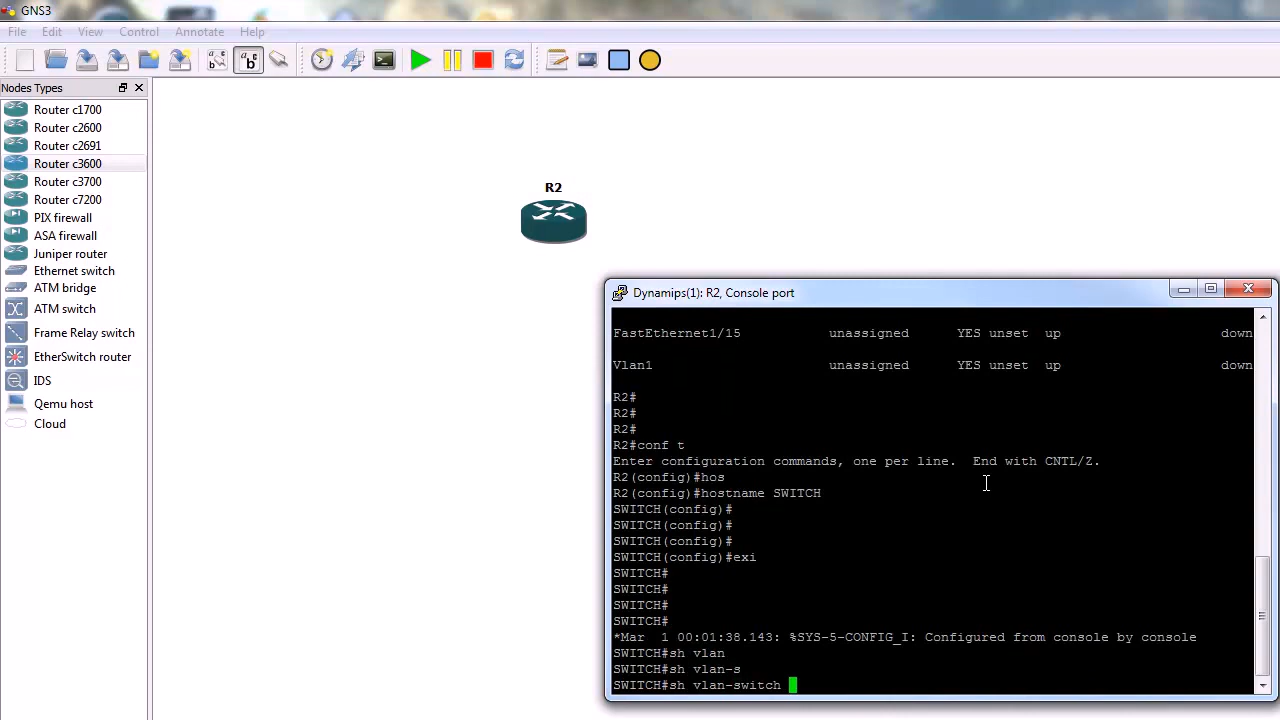 GNS3
File Edit View Control Annotate Help
Nodes Types
Router c1700
Router c2600
Router c2691
Router c3600
Router c3700
Router c7200
PIX firewall
ASA firewall
Juniper router
Ethernet switch
ATM bridge
ATM switch
Frame Relay switch
EtherSwitch router
IDS
Qemu host
Cloud
R2
Dynamips(1): R2, Console port
FastEthernet1/15 unassigned YES unset up down
Vlan1 unassigned YES unset up down
R2#
R2#
R2#
R2#conf t
Enter configuration commands, one per line. End with CNTL/Z.
R2(config)#hos
R2(config)#hostname SWITCH
SWITCH(config)#
SWITCH(config)#
SWITCH(config)#
SWITCH(config)#exi
SWITCH#
SWITCH#
SWITCH#
SWITCH#
*Mar 1 00:01:38.143: %SYS-5-CONFIG_I: Configured from console by console
SWITCH#sh vlan
SWITCH#sh vlan-s
SWITCH#sh vlan-switch